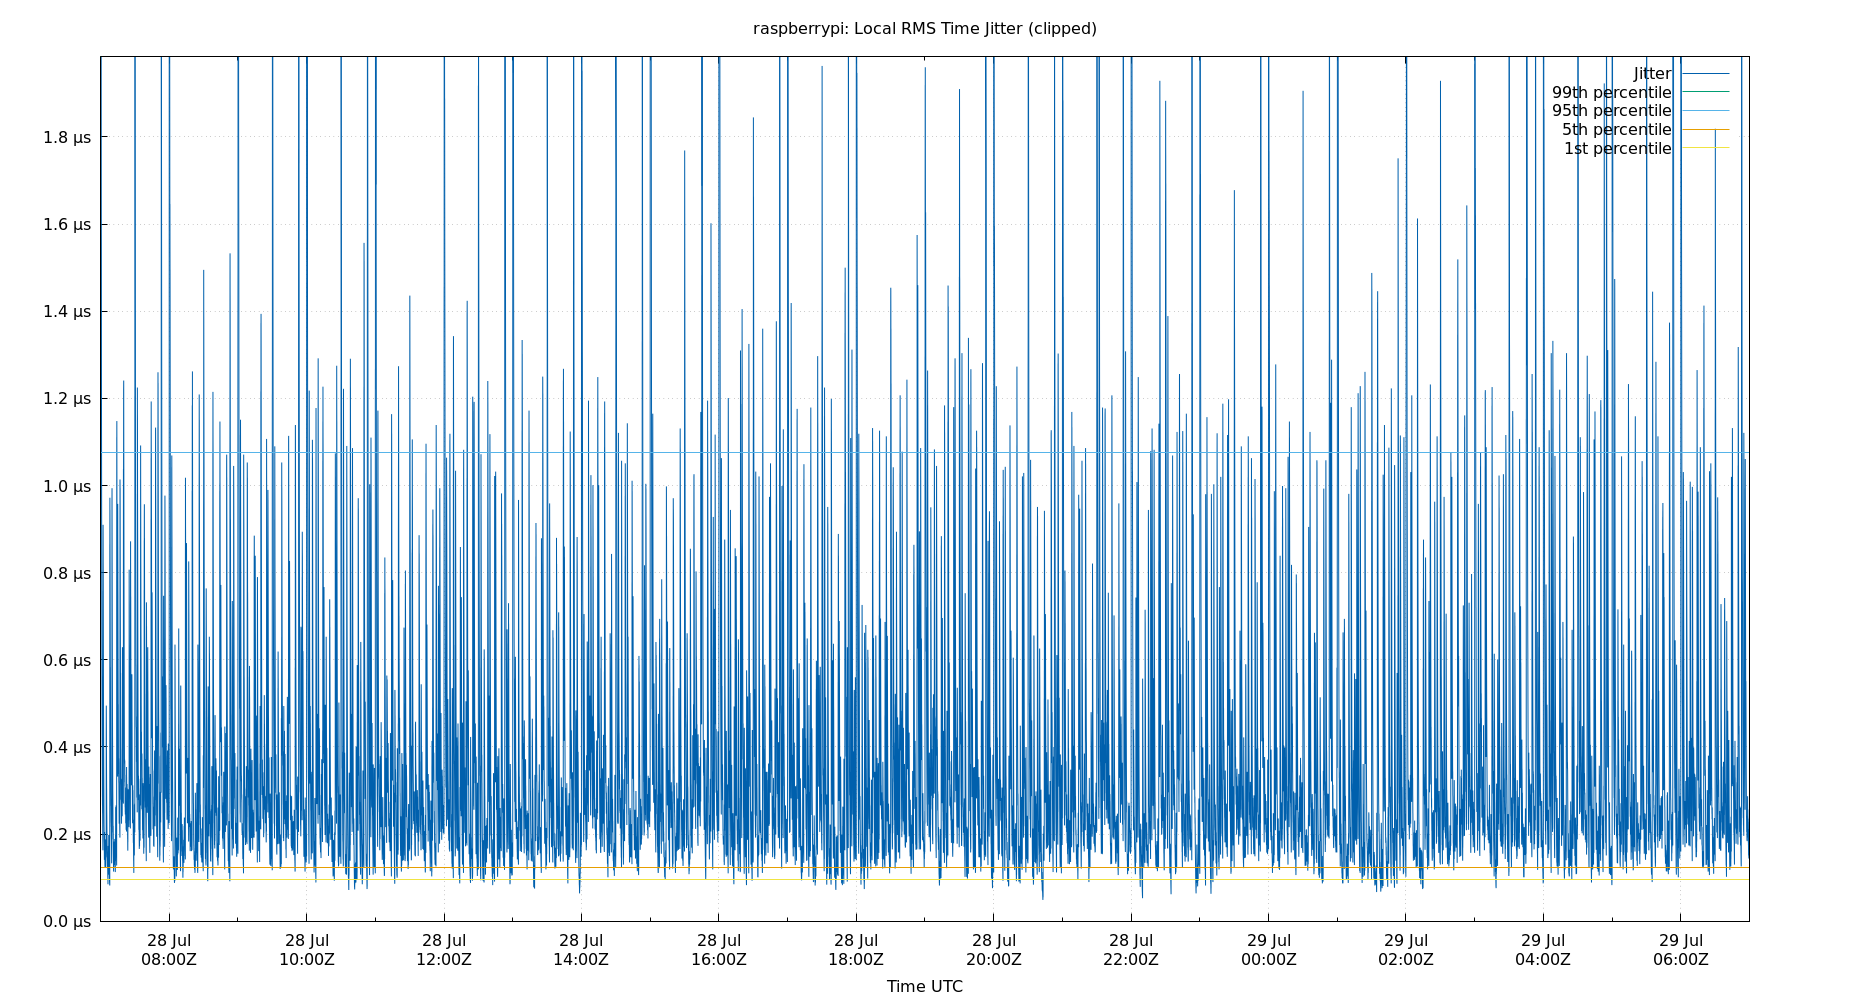 raspberrypi: Local RMS Time Jitter (clipped)
Jitter
99th percentile
95th percentile
5th percentile
1st percentile
1.8 µs
1.6 µs
1.4 µs
1.2 µs
1.0 µs
0.8 µs
0.6 µs
0.4 µs
0.2 µs
0.0 µs
28 Jul 28 Jul 28 Jul 28 Jul 28 Jul 28 Jul 28 Jul 28 Jul 29 Jul 29 Jul 29 Jul 29 Jul
08:00Z 10:00Z 12:00Z 14:00Z 16:00Z 18:00Z 20:00Z 22:00Z 00:00Z 02:00Z 04:00Z 06:00Z
Time UTC